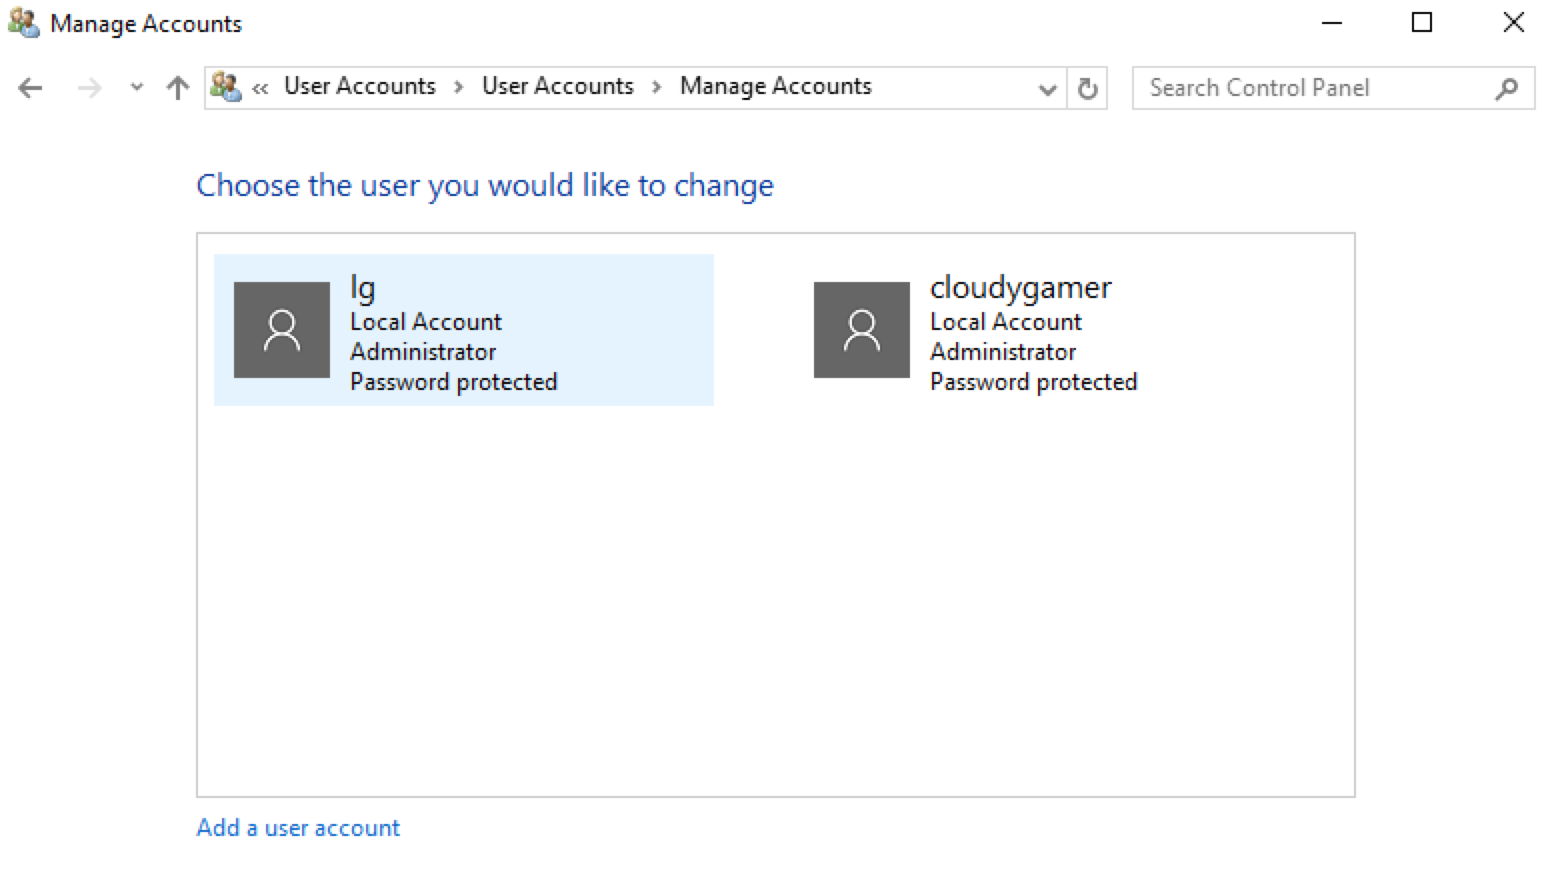 Manage Accounts
« User Accounts > User Accounts > Manage Accounts
Search Control Panel
Choose the user you would like to change
lg
Local Account
Administrator
Password protected
cloudygamer
Local Account
Administrator
Password protected
Add a user account